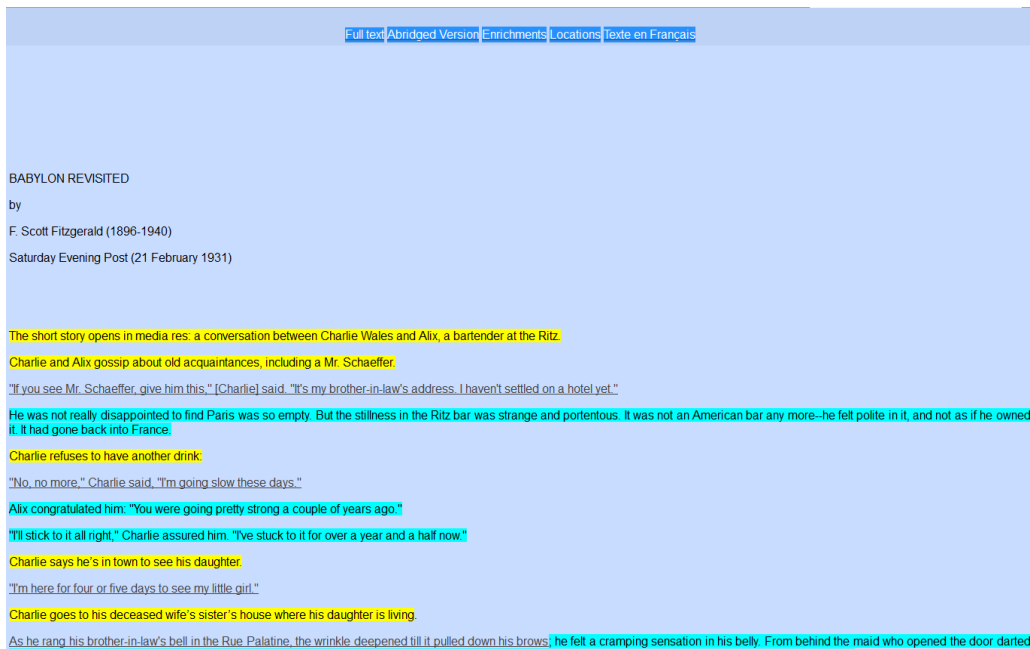 Full text Abridged Version Enrichments Locations Texte en Français
BABYLON REVISITED
by
F. Scott Fitzgerald (1896-1940)
Saturday Evening Post (21 February 1931)
The short story opens in media res: a conversation between Charlie Wales and Alix, a bartender at the Ritz.
Charlie and Alix gossip about old acquaintances, including a Mr. Schaeffer.
"If you see Mr. Schaeffer, give him this," [Charlie] said. "It's my brother-in-law's address. I haven't settled on a hotel yet."
He was not really disappointed to find Paris was so empty. But the stillness in the Ritz bar was strange and portentous. It was not an American bar any more--he felt polite in it, and not as if he owned
it. It had gone back into France.
Charlie refuses to have another drink:
"No, no more," Charlie said, "I'm going slow these days."
Alix congratulated him: "You were going pretty strong a couple of years ago."
"I'll stick to it all right," Charlie assured him. "I've stuck to it for over a year and a half now."
Charlie says he’s in town to see his daughter.
"I'm here for four or five days to see my little girl."
Charlie goes to his deceased wife’s sister’s house where his daughter is living.
As he rang his brother-in-law's bell in the Rue Palatine, the wrinkle deepened till it pulled down his brows; he felt a cramping sensation in his belly. From behind the maid who opened the door darted